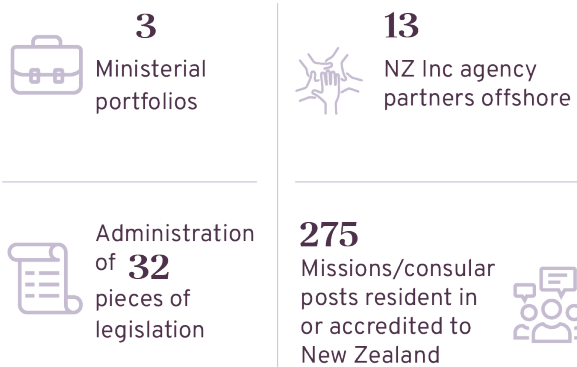 3
Ministerial
portfolios
13
NZ Inc agency
partners offshore
Administration
of 32
pieces of
legislation
275
Missions/consular
posts resident in
or accredited to
New Zealand